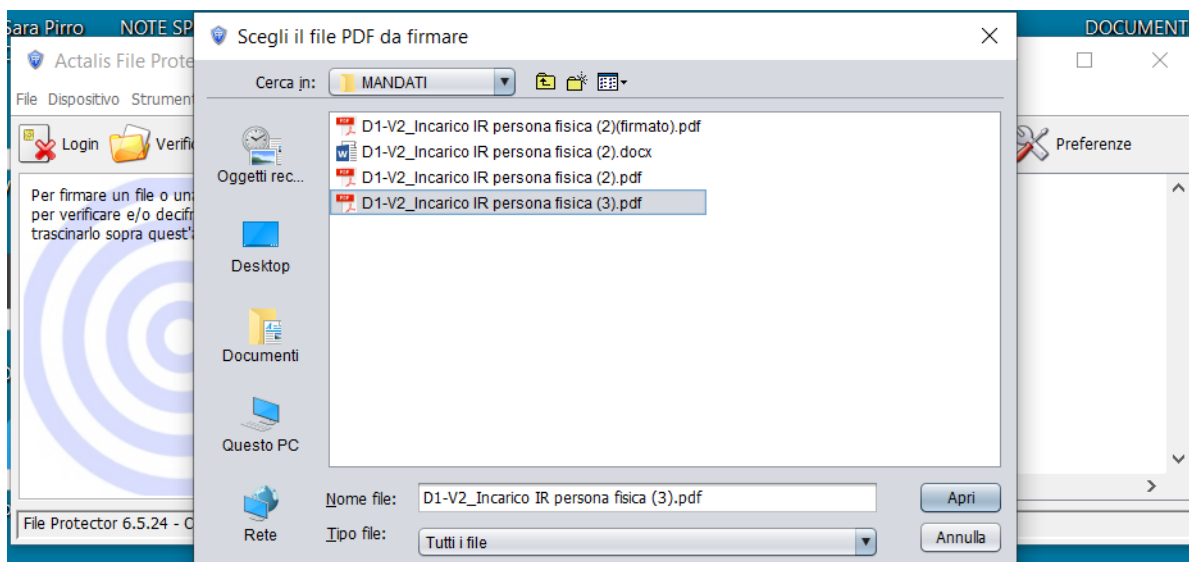 Sara Pirro NOTE SP DOCUMENT
Scegli il file PDF da firmare
Actalis File Prote
Cerca in: MANDATI
File Dispositivo Strumen
Login Verifi Preferenze
D1-V2_Incarico IR persona fisica (2)(firmato).pdf
D1-V2_Incarico IR persona fisica (2).docx
D1-V2_Incarico IR persona fisica (2).pdf
D1-V2_Incarico IR persona fisica (3).pdf
Oggetti rec...
Desktop
Documenti
Questo PC
Rete
Per firmare un file o un
per verificare e/o decifr
trascinarlo sopra quest'
Nome file: D1-V2_Incarico IR persona fisica (3).pdf Apri
Tipo file: Tutti i file Annulla
File Protector 6.5.24 - C